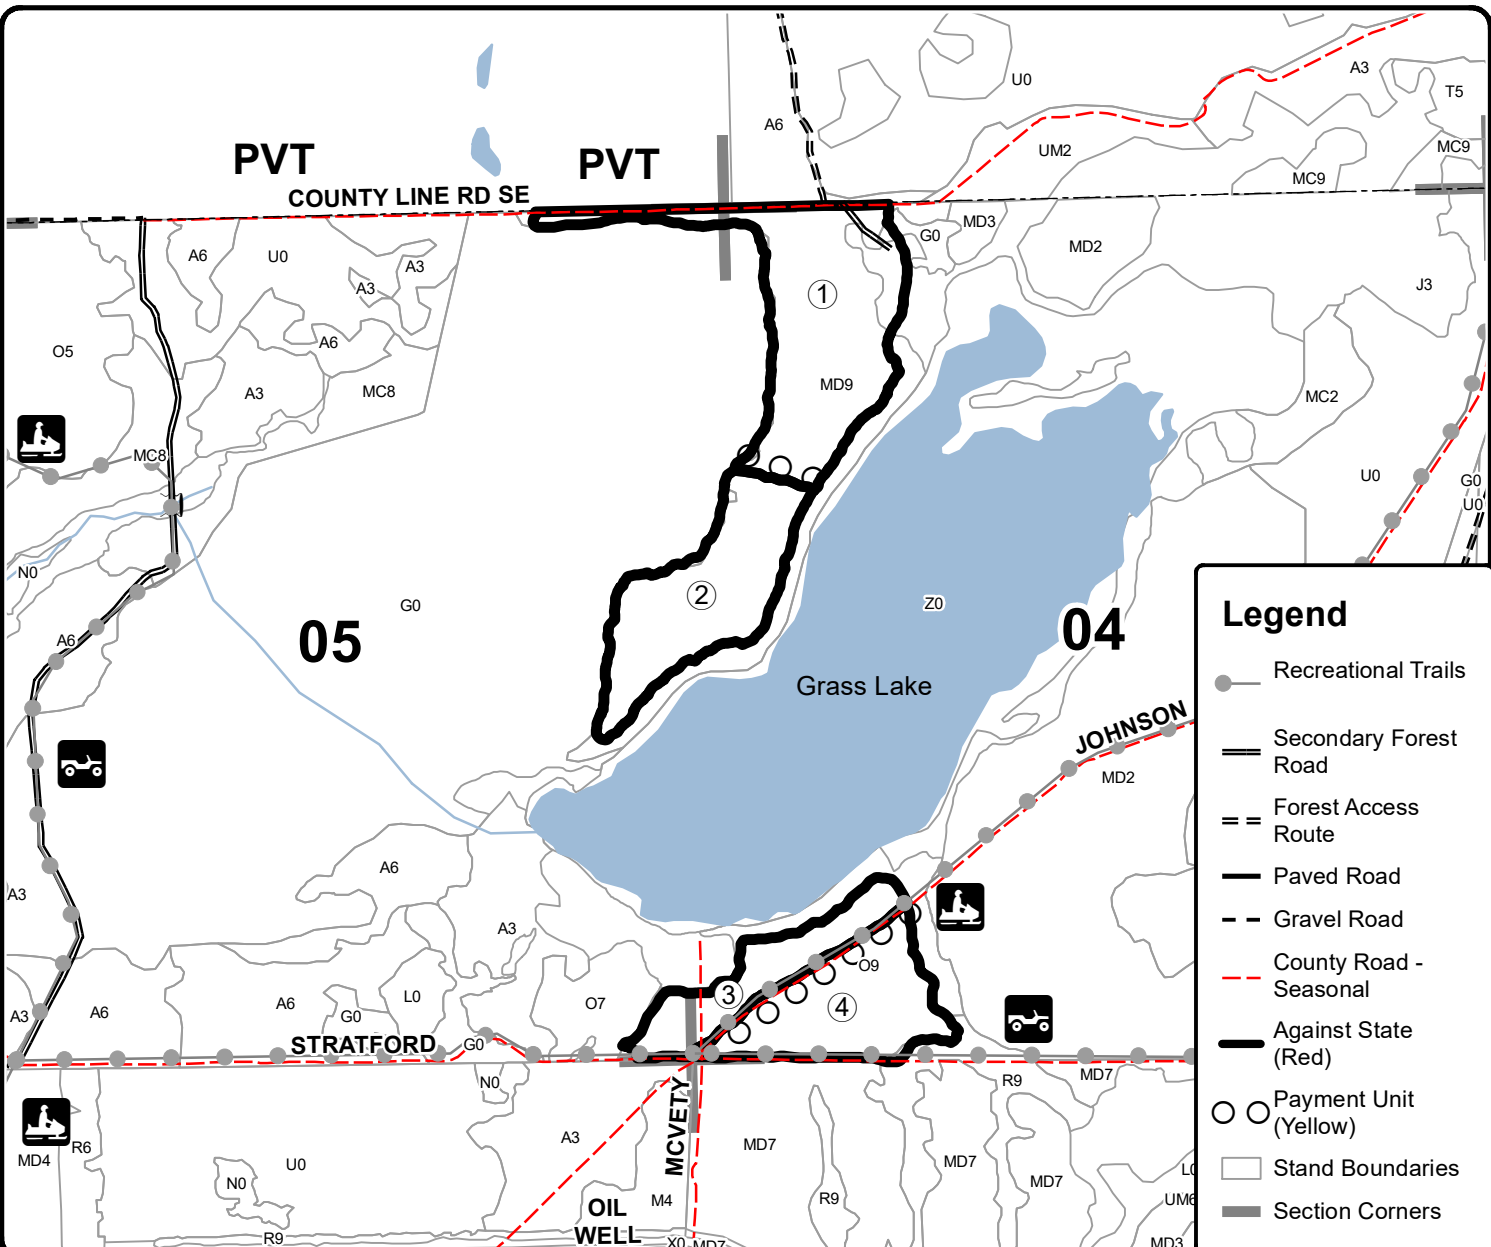 U0
A3
T5
A6
UM2
MC9
MC9
PVT
PVT
COUNTY LINE RD SE
MD3
G0
MD2
A6
U0
A3
A3
J3
1
O5
A6
A3
MC8
MD9
MC2
MC8
U0
G0
U0
N0
2
G0
Z0
05
04
A6
Grass Lake
JOHNSON
MD2
A6
A3
A3
O9
A6
L0
O7
3
4
A3
A6
G0
STRATFORD
G0
N0
R9
MD7
MCVETY
R6
MD4
A3
MD7
MD7
U0
N0
MD7
L0
M4
R9
UM6
OIL
WELL
R9
X0
MD7
MD3
Legend
Recreational Trails
Secondary Forest
Road
Forest Access
Route
Paved Road
Gravel Road
County Road -
Seasonal
Against State
(Red)
Payment Unit
(Yellow)
Stand Boundaries
Section Corners